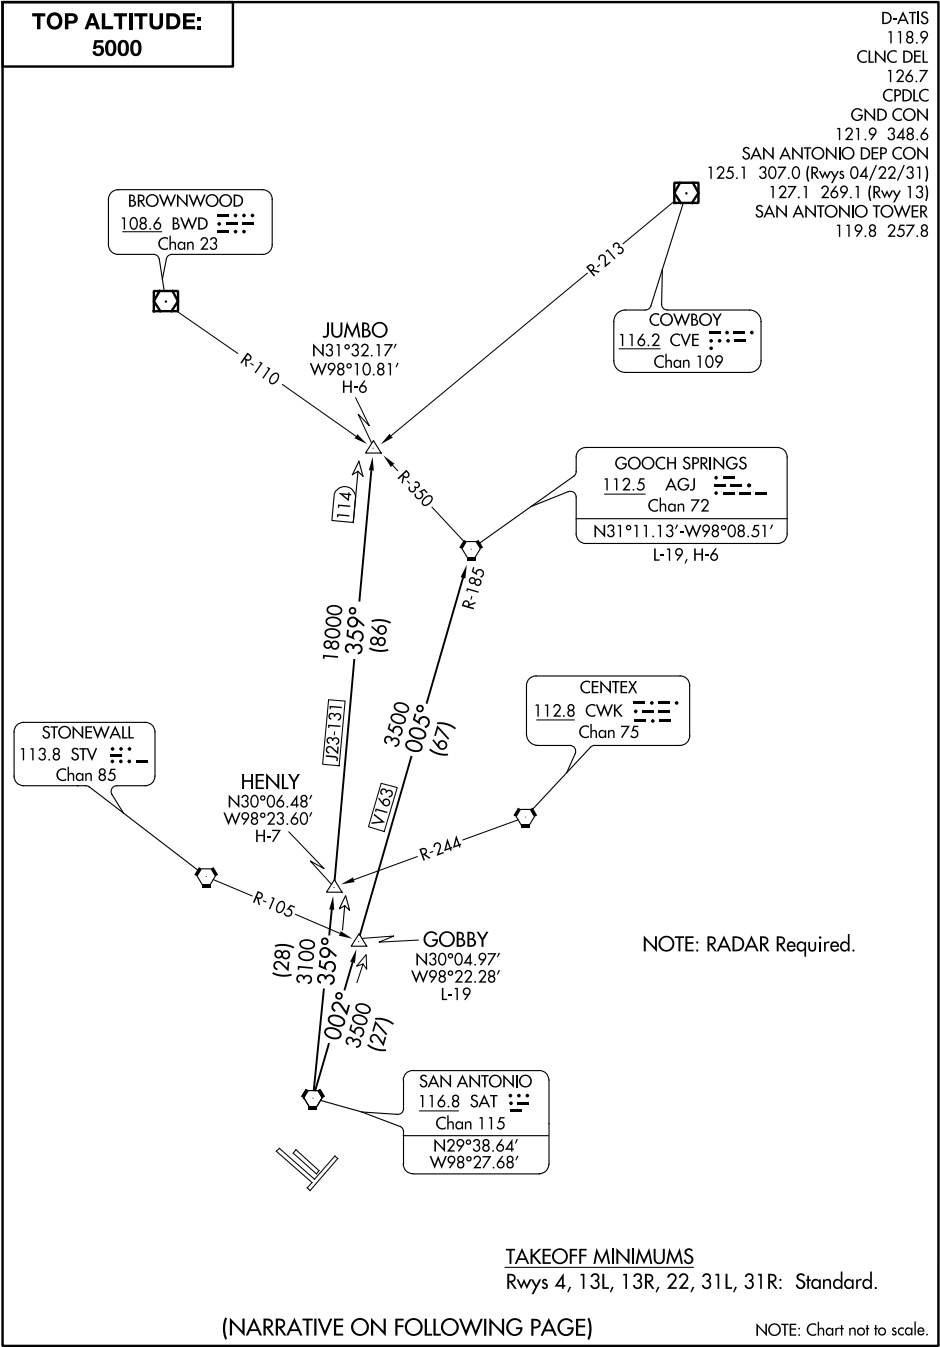 TOP ALTITUDE:
5000
D-ATIS
118.9
CLNC DEL
126.7
CPDLC
GND CON
121.9 348.6
SAN ANTONIO DEP CON
125.1 307.0 (Rwys 04/22/31)
127.1 269.1 (Rwy 13)
SAN ANTONIO TOWER
119.8 257.8
BROWNWOOD
108.6 BWD
Chan 23
R-213
COWBOY
116.2 CVE
Chan 109
JUMBO
N31°32.17′
W98°10.81′
H-6
R-110
GOOCH SPRINGS
112.5 AGJ
Chan 72
N31°11.13′-W98°08.51′
L-19, H-6
R-350
114
R-185
18000
359°
(86)
CENTEX
112.8 CWK
Chan 75
3500
005°
(67)
J23-131
STONEWALL
113.8 STV
Chan 85
HENLY
N30°06.48′
W98°23.60′
H-7
V163
R-244
R-105
GOBBY
N30°04.97′
W98°22.28′
L-19
NOTE: RADAR Required.
(28)
3100
359°
002°
3500
(27)
SAN ANTONIO
116.8 SAT
Chan 115
N29°38.64′
W98°27.68′
TAKEOFF MINIMUMS
Rwys 4, 13L, 13R, 22, 31L, 31R: Standard.
(NARRATIVE ON FOLLOWING PAGE)
NOTE: Chart not to scale.